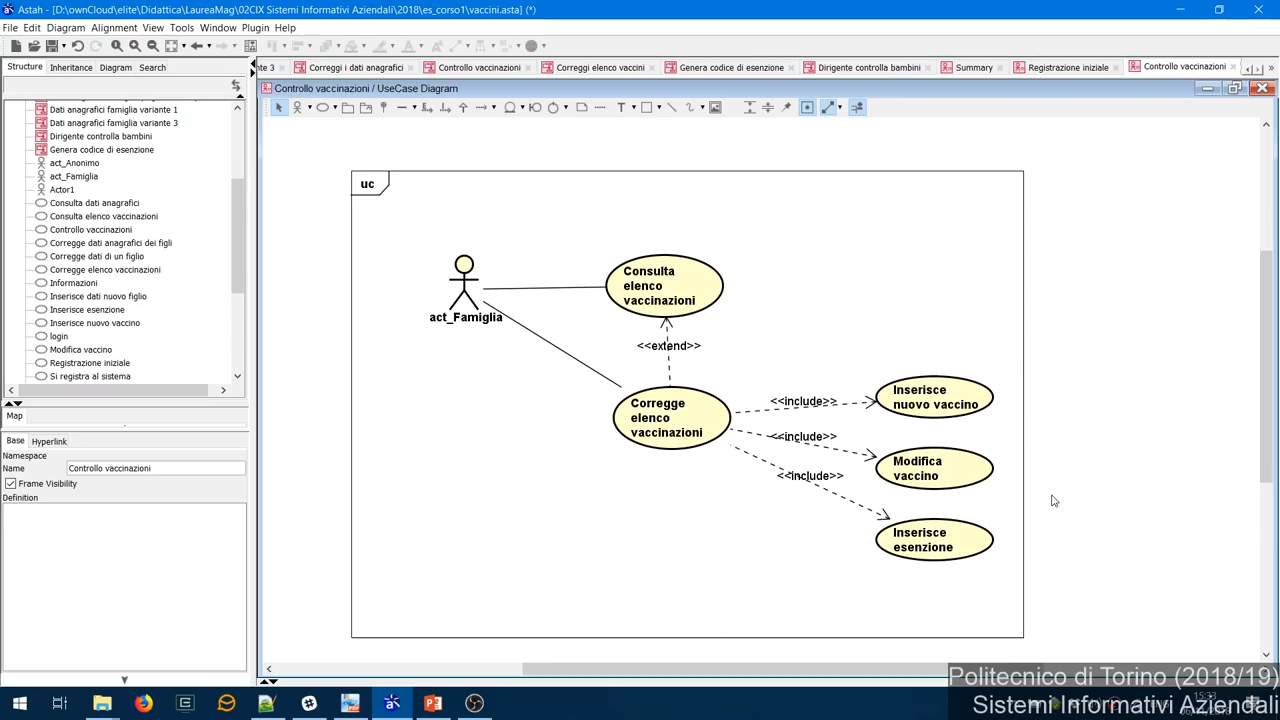 Astah - [D:\ownCloud\elite\Didattica\LaureaMag\02CIX Sistemi Informativi Aziendali\2018\es_corso1\vaccini.asta] (*)
File Edit Diagram Alignment View Tools Window Plugin Help
Structure Inheritance Diagram Search
nte 3 Correggi i dati anagrafici Controllo vaccinazioni Correggi elenco vaccini Genera codice di esenzione Dirigente controlla bambini Summary Registrazione iniziale Controllo vaccinazioni
Controllo vaccinazioni / UseCase Diagram
Dati anagrafici famiglia variante 1
Dati anagrafici famiglia variante 3
Dirigente controlla bambini
Genera codice di esenzione
act_Anonimo
act_Famiglia
Actor1
Consulta dati anagrafici
Consulta elenco vaccinazioni
Controllo vaccinazioni
Corregge dati anagrafici dei figli
Corregge dati di un figlio
Corregge elenco vaccinazioni
Informazioni
Inserisce dati nuovo figlio
Inserisce esenzione
Inserisce nuovo vaccino
login
Modifica vaccino
Registrazione iniziale
Si registra al sistema
Map
Base Hyperlink
Namespace
Name Controllo vaccinazioni
Frame Visibility
Definition
uc
act_Famiglia
Consulta
elenco
vaccinazioni
<<extend>>
Corregge
elenco
vaccinazioni
<<include>>
<<include>>
<<include>>
Inserisce
nuovo vaccino
Modifica
vaccino
Inserisce
esenzione
Politecnico di Torino (2018/19)
Sistemi Informativi Aziendali
15:33